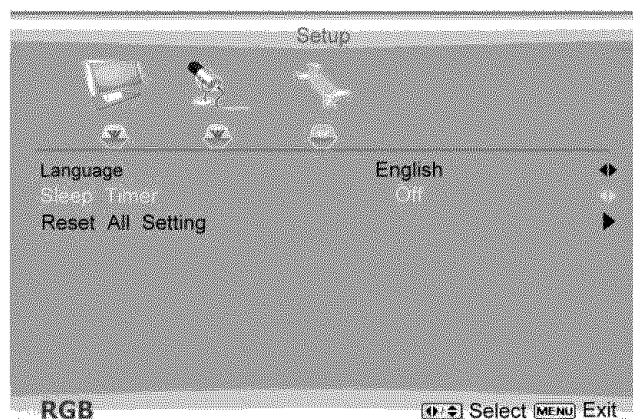 Setup
Language English
Sleep Timer Off
Reset All Setting
RGB Select MENU Exit